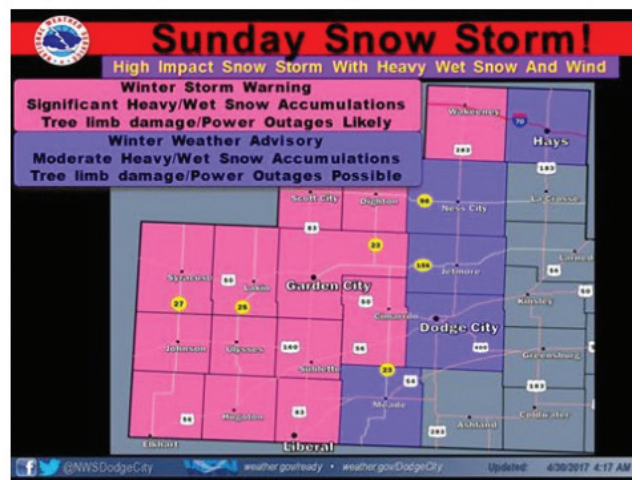 Sunday Snow Storm!
High Impact Snow Storm With Heavy Wet Snow And Wind
Winter Storm Warning
Significant Heavy/Wet Snow Accumulations
Tree limb damage/Power Outages Likely
Winter Weather Advisory
Moderate Heavy/Wet Snow Accumulations
Tree limb damage/Power Outages Possible
Wakeeney
70
Hays
283
183
Scott City
Dighton
96
Ness City
La Crosse
83
23
Syracuse
50
Lakin
Garden City
156
Jetmore
Larned
56
50
27
25
50
Cimarron
Dodge City
Kinsley
50
Johnson
Ulysses
160
56
400
Greensburg
Sublette
23
54
183
56
Hugoton
83
Meade
Coldwater
Elkhart
Liberal
283
Ashland
@NWSDodgeCity
weather.gov/ready • weather.gov/DodgeCity
Updated: 4/30/2017 4:17 AM